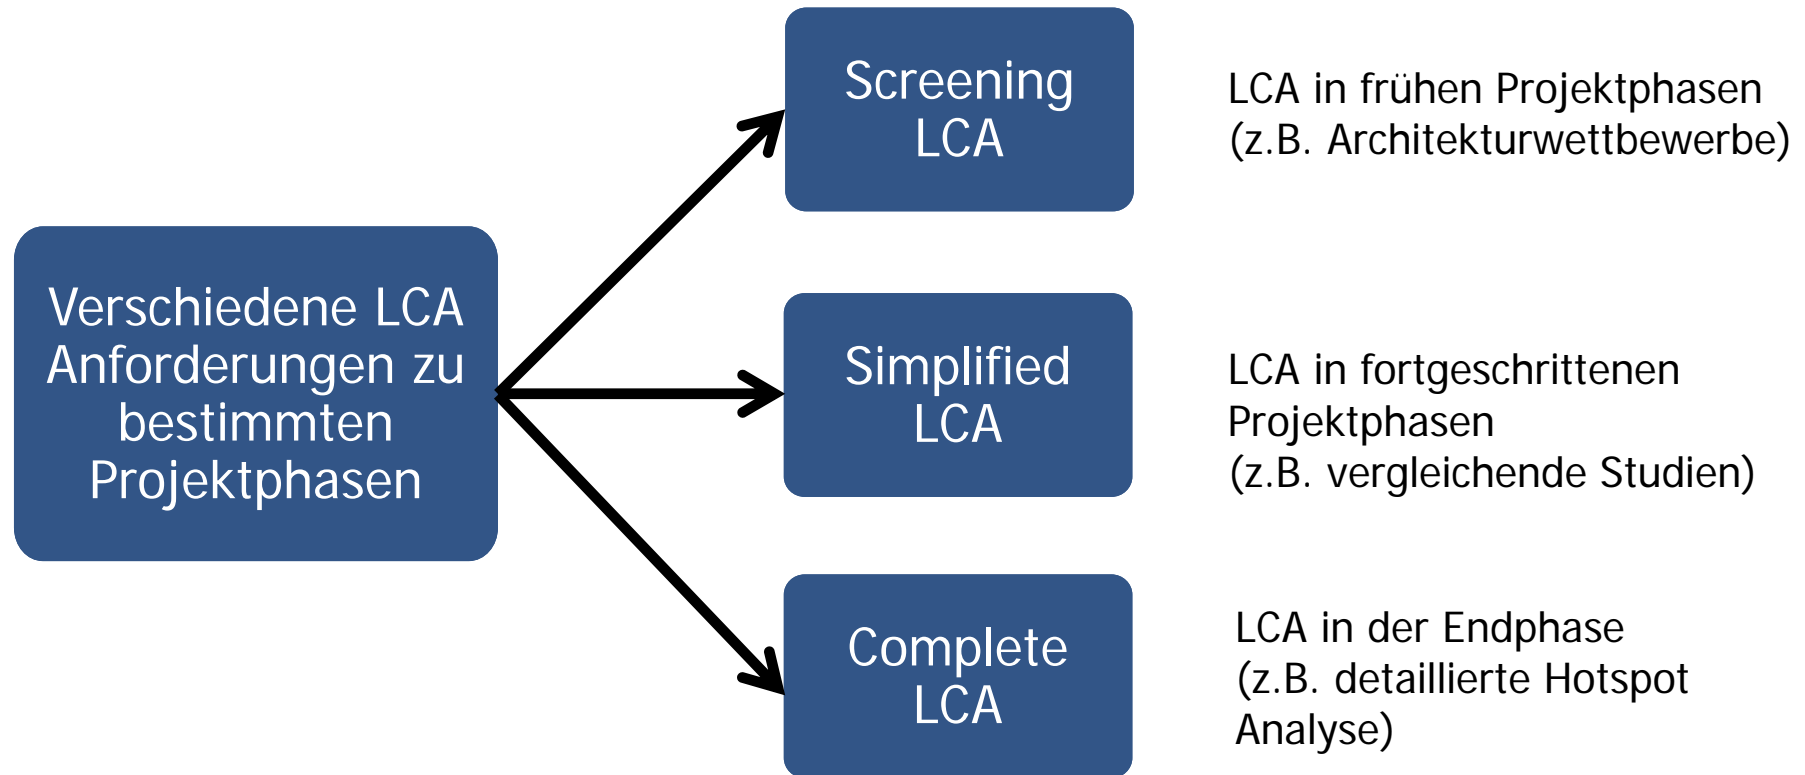 Verschiedene LCA
Anforderungen zu
bestimmten
Projektphasen
Screening
LCA
LCA in frühen Projektphasen
(z.B. Architekturwettbewerbe)
Simplified
LCA
LCA in fortgeschrittenen
Projektphasen
(z.B. vergleichende Studien)
Complete
LCA
LCA in der Endphase
(z.B. detaillierte Hotspot
Analyse)